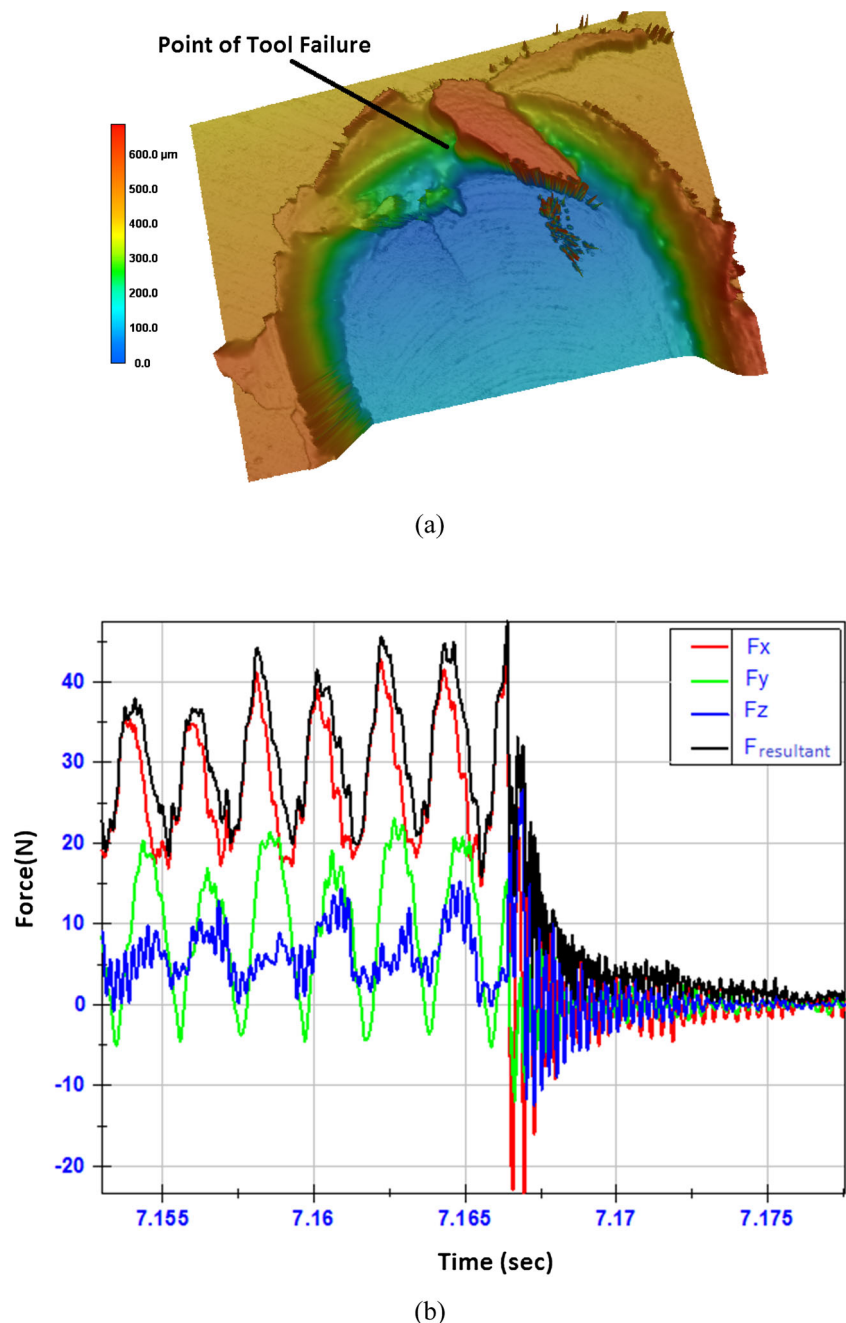 Point of Tool Failure
600.0 µm
500.0
400.0
300.0
200.0
100.0
0.0
(a)
Fx
Fy
Fz
Fresultant
40
30
20
10
0
-10
-20
Force(N)
7.155 7.16 7.165 7.17 7.175
Time (sec)
(b)